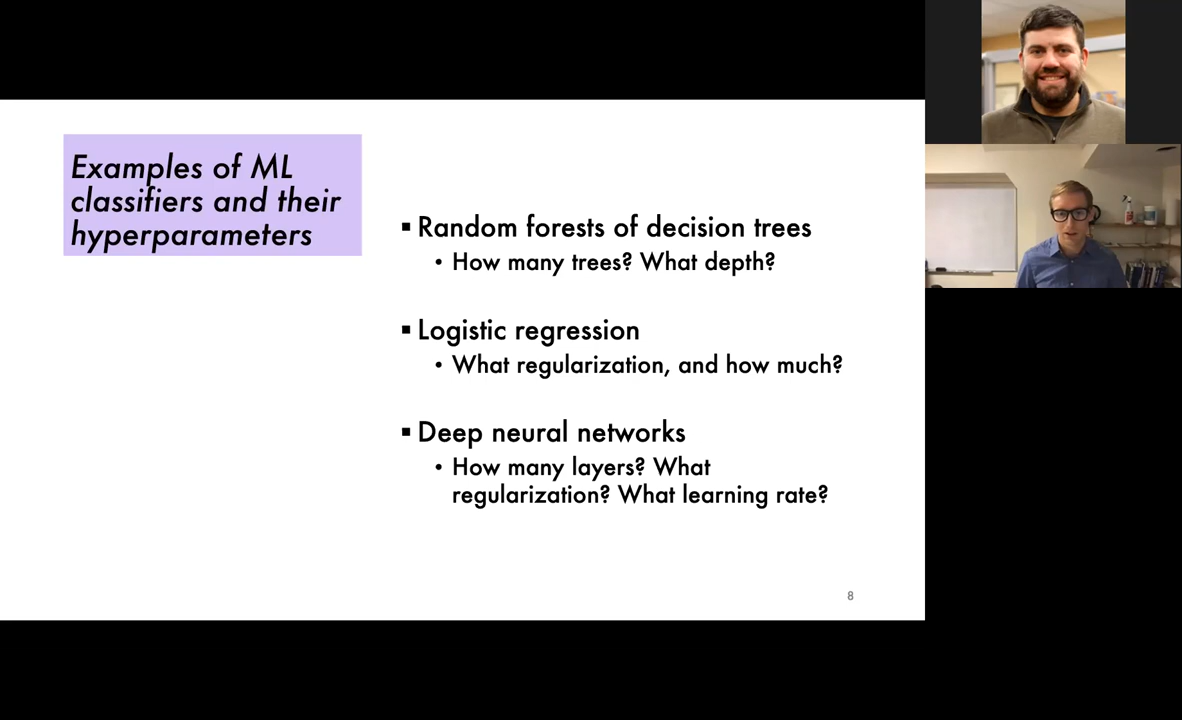 Examples of ML
classifiers and their
hyperparameters
▪ Random forests of decision trees
• How many trees? What depth?
▪ Logistic regression
• What regularization, and how much?
▪ Deep neural networks
• How many layers? What
regularization? What learning rate?
8